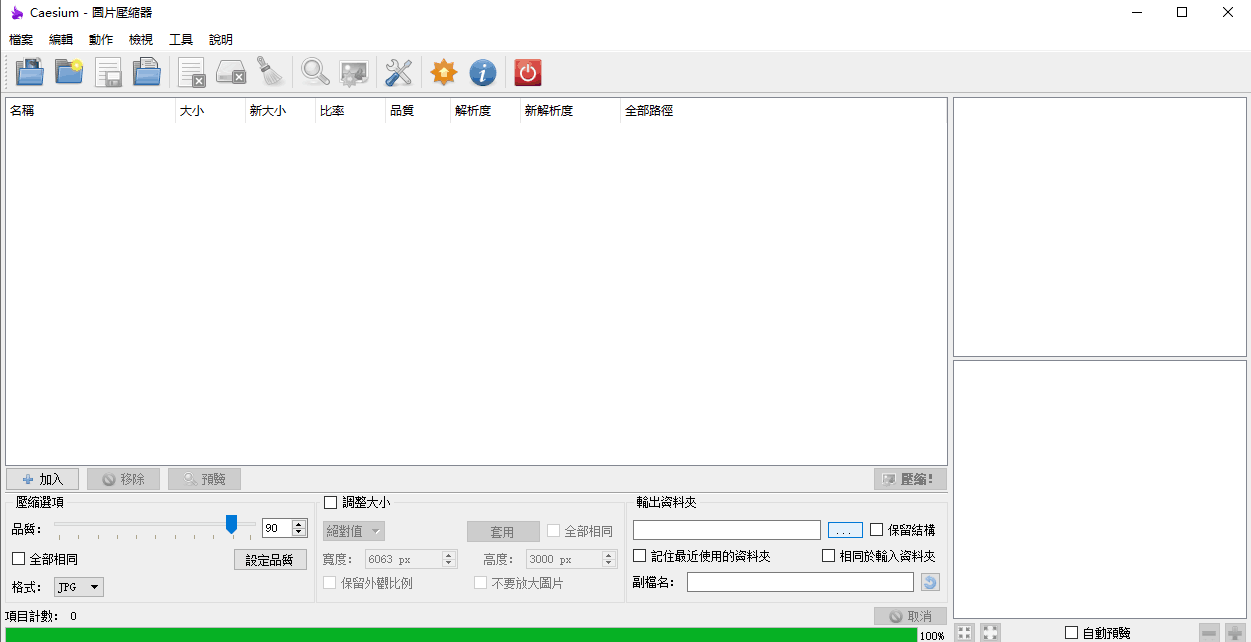 Caesium - 圖片壓縮器
檔案 編輯 動作 檢視 工具 說明
名稱 大小 新大小 比率 品質 解析度 新解析度 全部路徑
加入 移除 預覽 壓縮!
壓縮選項 調整大小 輸出資料夾
品質: 90 絕對值 套用 全部相同 ... 保留結構
全部相同 設定品質 寬度: 6063 px 高度: 3000 px 記住最近使用的資料夾 相同於輸入資料夾
格式: JPG 保留外觀比例 不要放大圖片 副檔名:
項目計數: 0 取消
100% 自動預覽